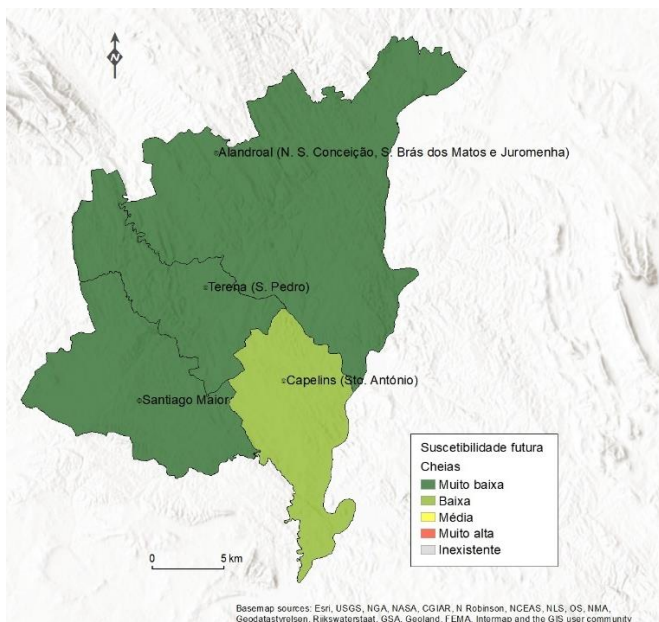 N
Alandroal (N. S. Conceição, S. Brás dos Matos e Juromenha)
Terena (S. Pedro)
Capelins (Sto. António)
Santiago Maior
Suscetibilidade futura
Cheias
Muito baixa
Baixa
Média
Muito alta
Inexistente
0 5 km
Basemap sources: Esri, USGS, NGA, NASA, CGIAR, N Robinson, NCEAS, NLS, OS, NMA,
Geodatastyrelsen, Rijkswaterstaat, GSA, Geoland, FEMA, Intermap and the GIS user community